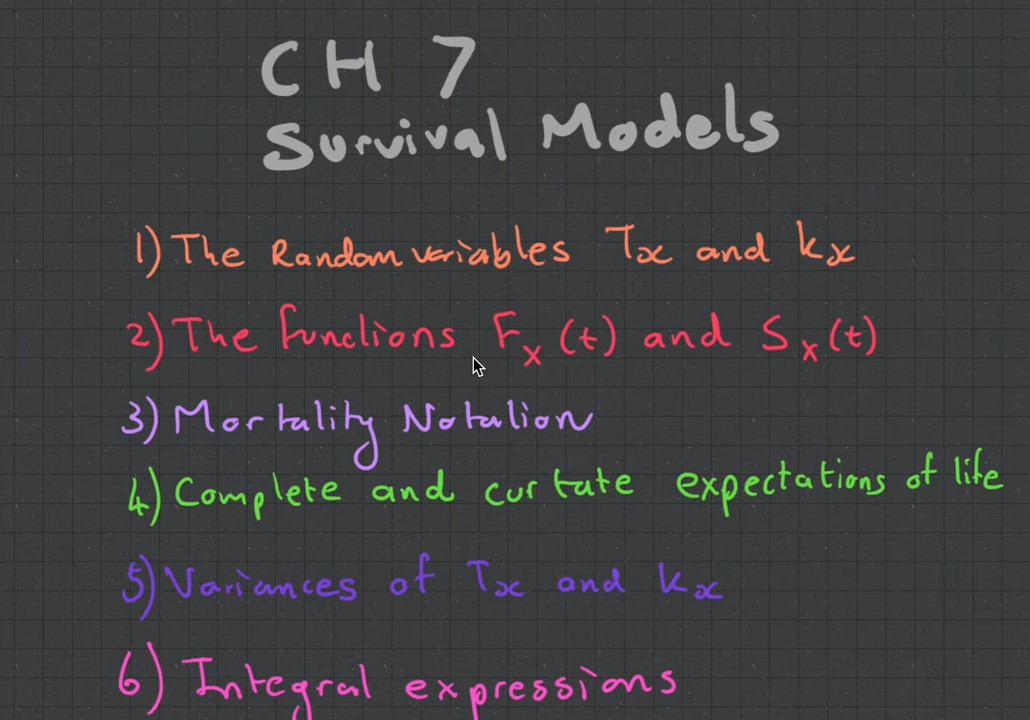 CH 7
Survival Models
1) The Random variables Tx and kx
2) The functions Fx(t) and Sx(t)
3) Mortality Notation
4) Complete and curtate expectations of life
5) Variances of Tx and kx
6) Integral expressions